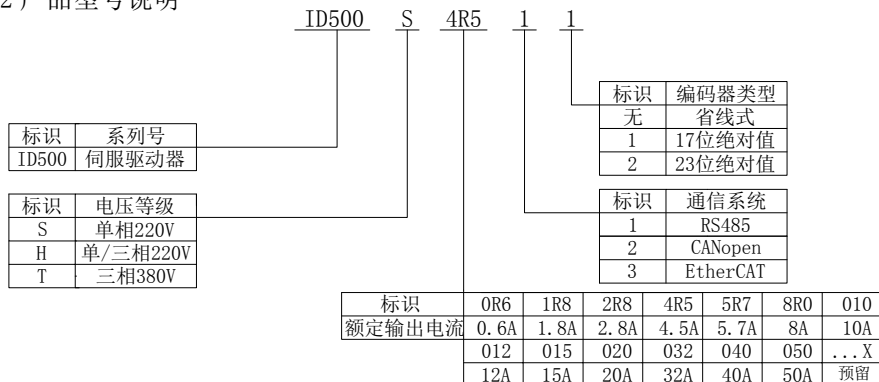 2）产品型号说明
ID500 S 4R5 1 1
标识 编码器类型
无 省线式
1 17位绝对值
2 23位绝对值
标识 系列号
ID500 伺服驱动器
标识 通信系统
1 RS485
2 CANopen
3 EtherCAT
标识 电压等级
S 单相220V
H 单/三相220V
T 三相380V
标识 0R6 1R8 2R8 4R5 5R7 8R0 010
额定输出电流 0.6A 1.8A 2.8A 4.5A 5.7A 8A 10A
012 015 020 032 040 050 ...X
12A 15A 20A 32A 40A 50A 预留